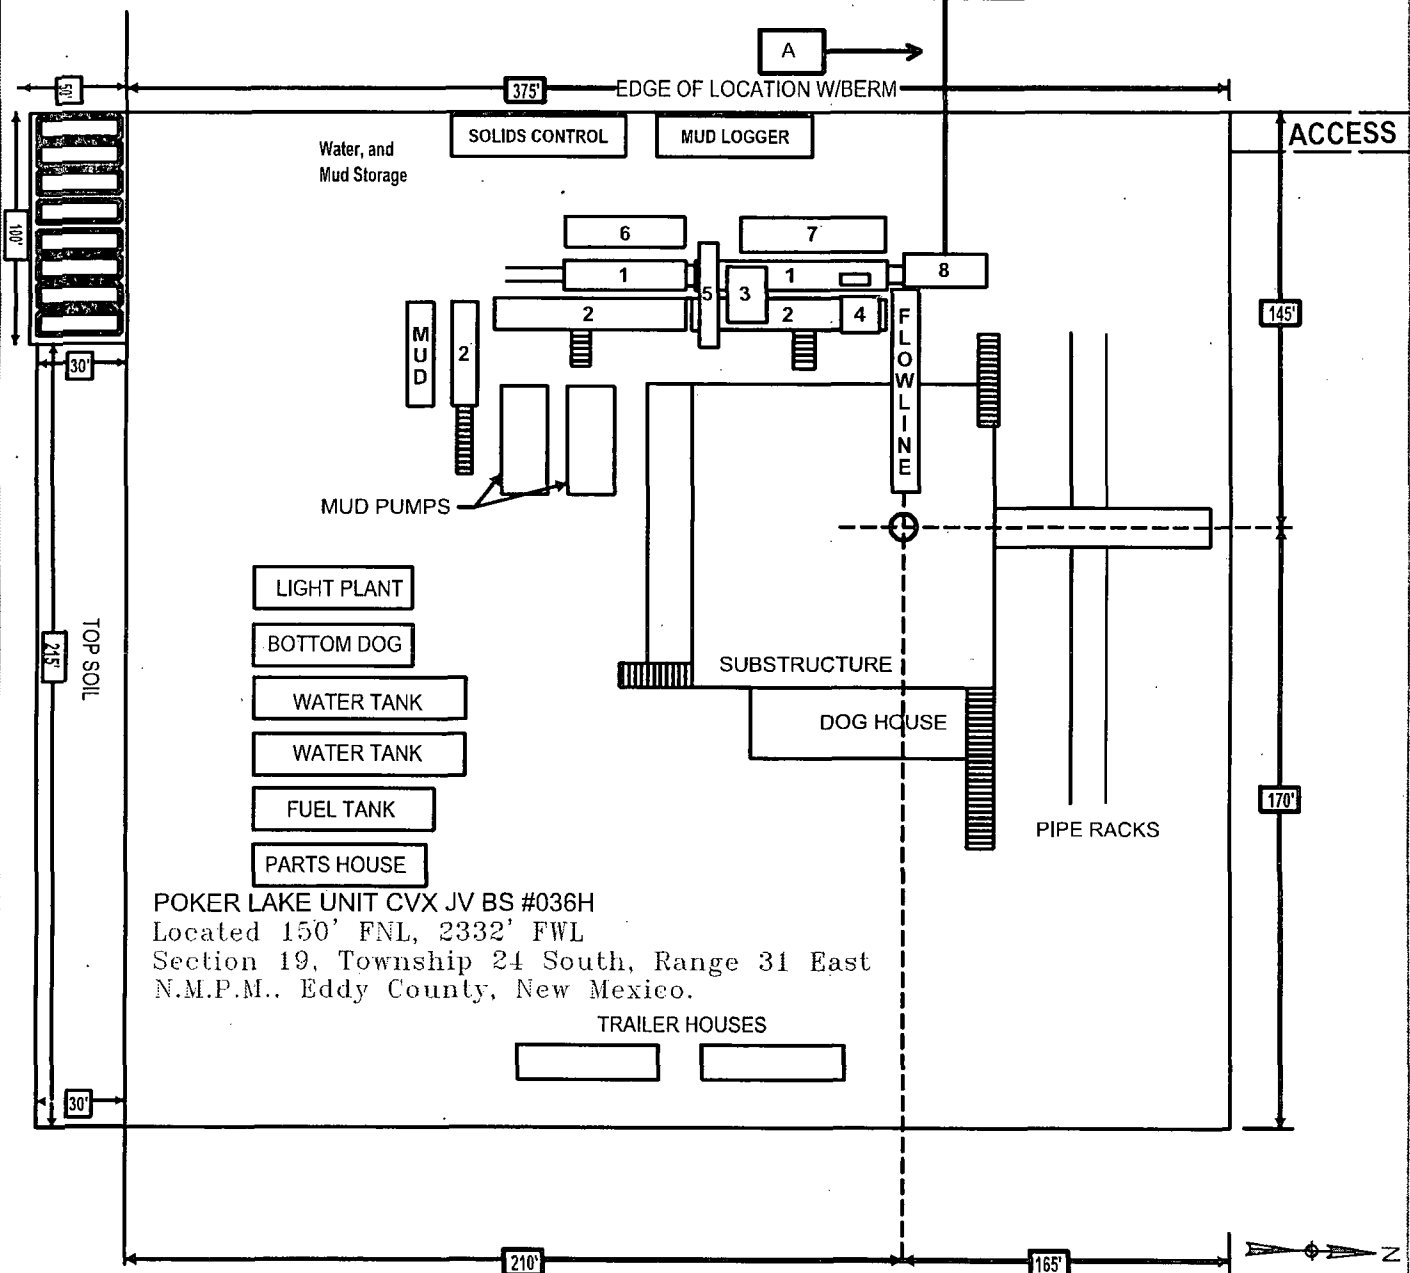 A
50'
375'
EDGE OF LOCATION W/BERM
ACCESS
SOLIDS CONTROL
MUD LOGGER
Water, and
Mud Storage
100'
6
7
1
1
8
5
3
2
2
4
145'
MUD
2
FLOWLINE
30'
MUD PUMPS
LIGHT PLANT
BOTTOM DOG
TOP SOIL
215'
SUBSTRUCTURE
WATER TANK
DOG HOUSE
WATER TANK
170'
FUEL TANK
PIPE RACKS
PARTS HOUSE
POKER LAKE UNIT CVX JV BS #036H
Located 150' FNL, 2332' FWL
Section 19, Township 24 South, Range 31 East
N.M.P.M., Eddy County, New Mexico.
TRAILER HOUSES
30'
210'
165'
N